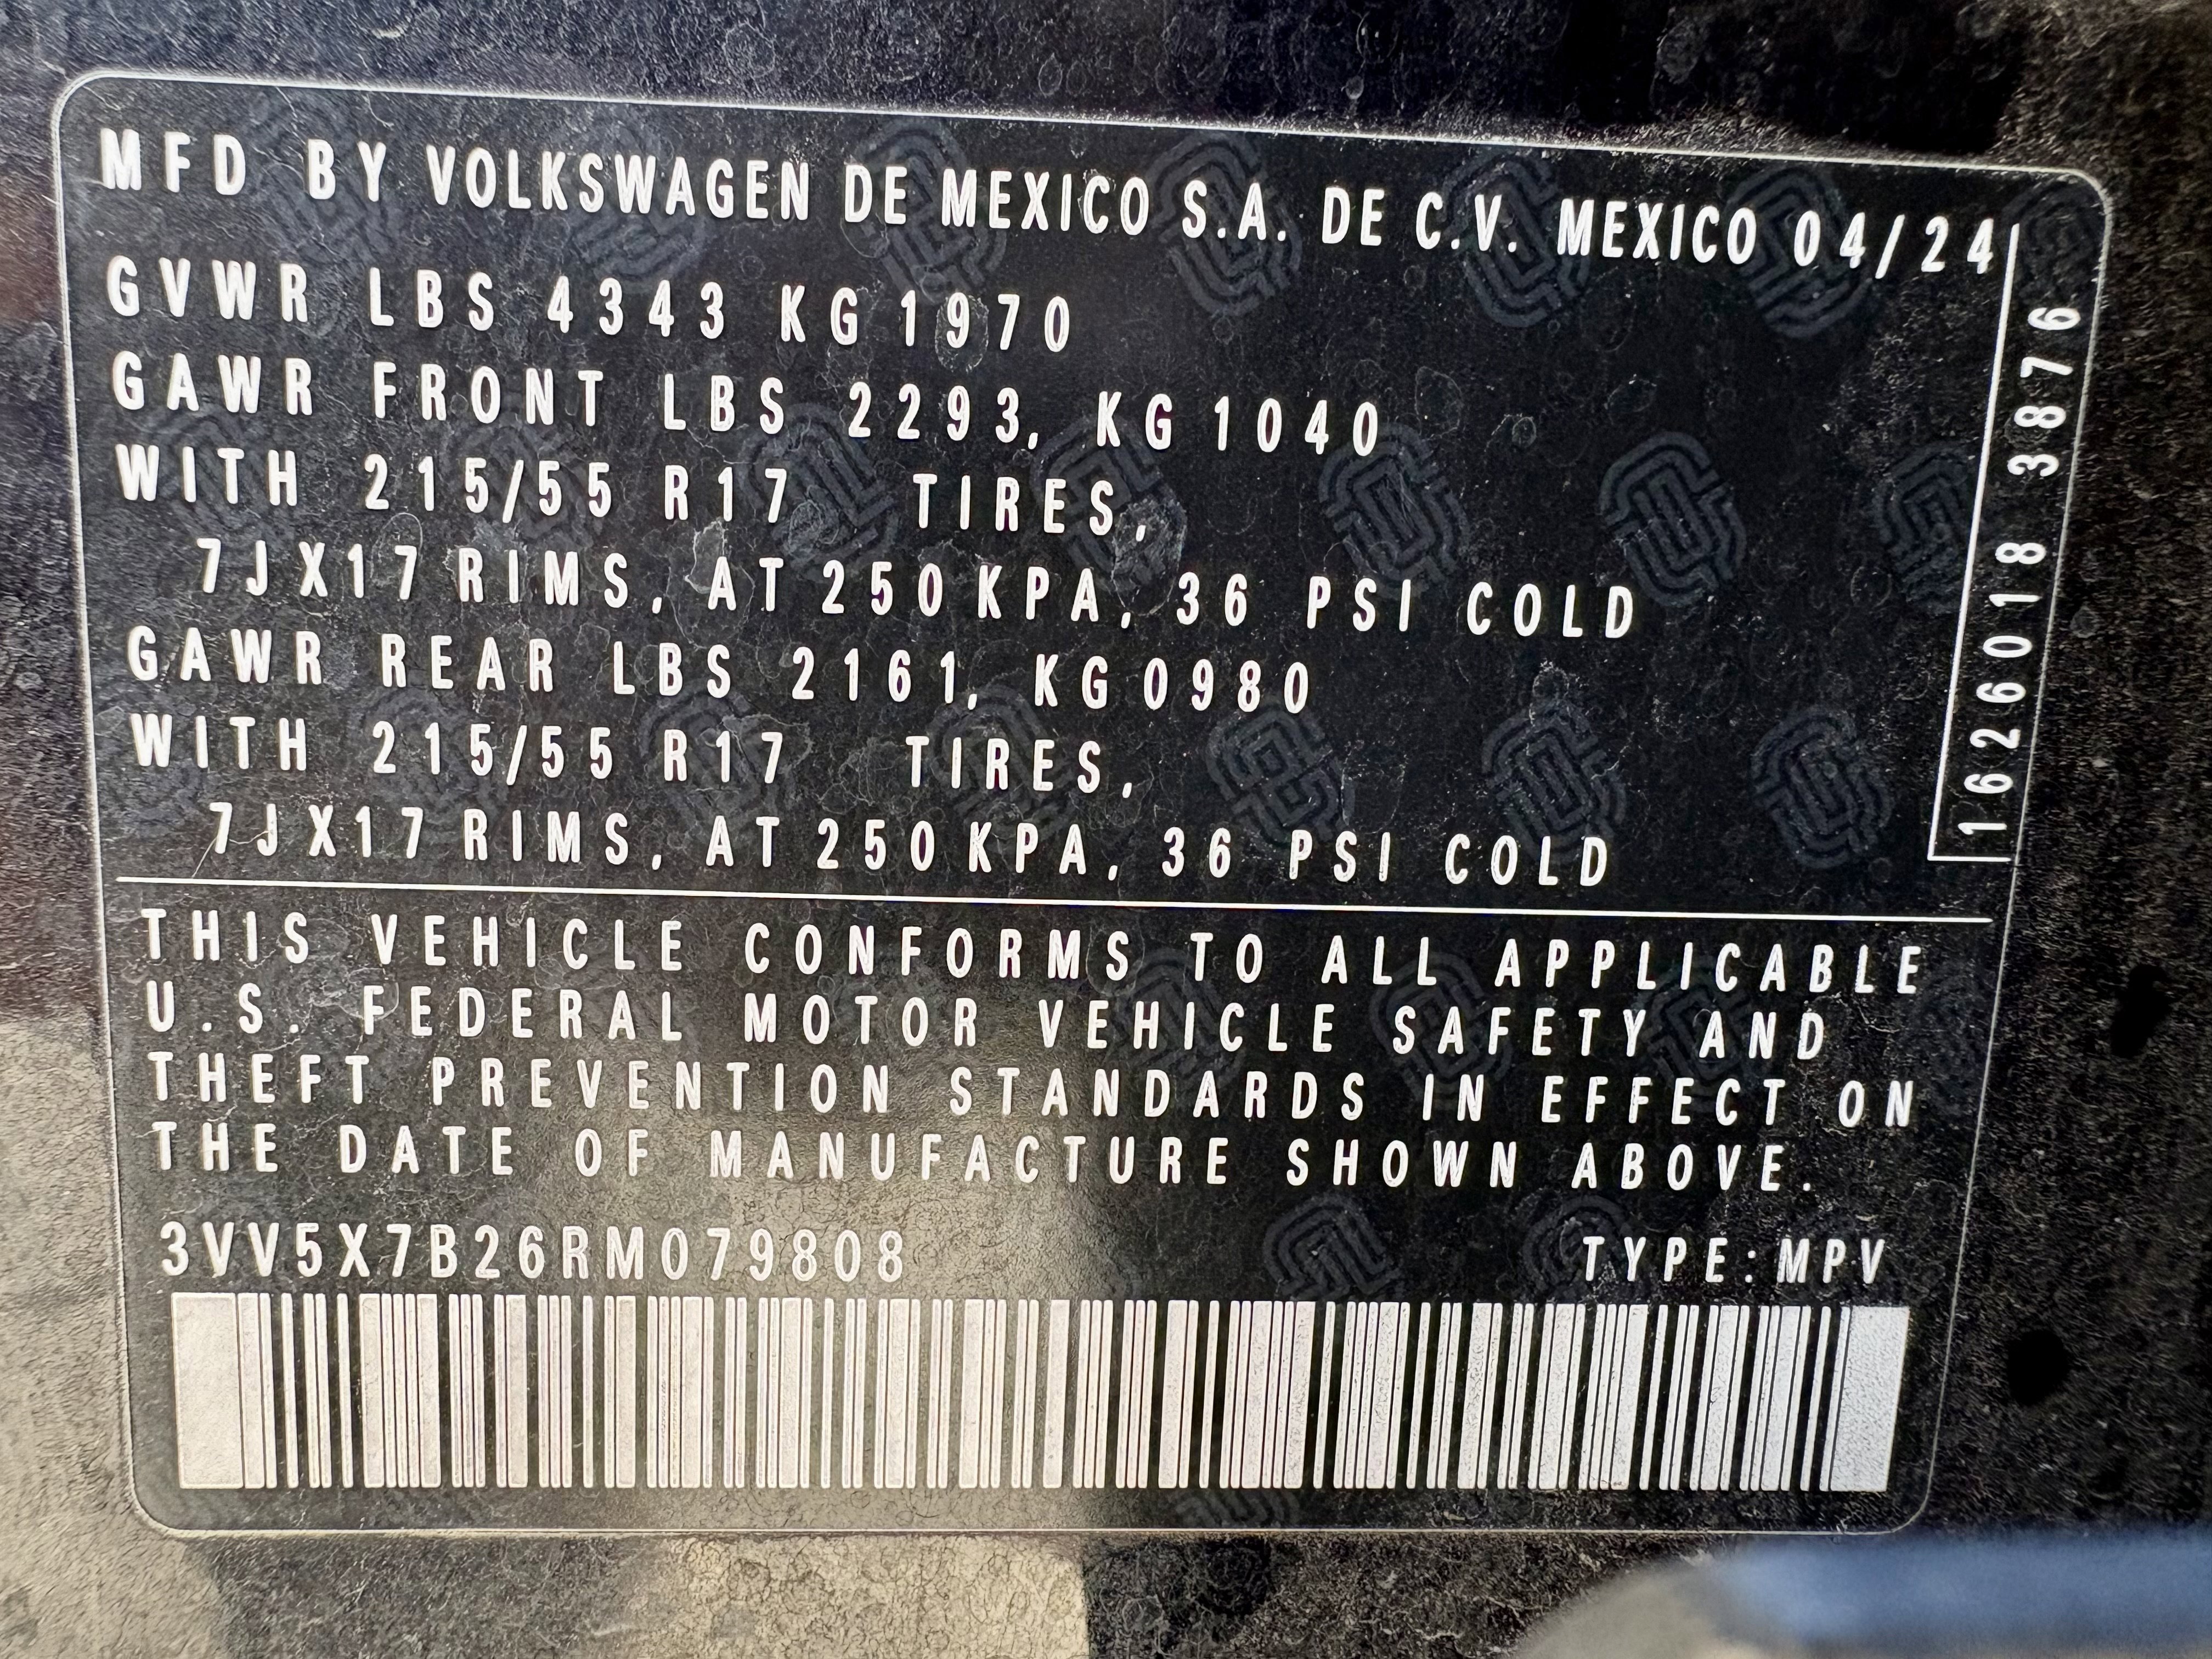 MFD BY VOLKSWAGEN DE MEXICO S.A. DE C.V. MEXICO 04/24
GVWR LBS 4343 KG 1970
GAWR FRONT LBS 2293, KG 1040
WITH 215/55 R17 TIRES,
7JX17 RIMS, AT 250 KPA, 36 PSI COLD
GAWR REAR LBS 2161, KG 0980
WITH 215/55 R17 TIRES,
7JX17 RIMS, AT 250 KPA, 36 PSI COLD
1626018 3876
THIS VEHICLE CONFORMS TO ALL APPLICABLE
U.S. FEDERAL MOTOR VEHICLE SAFETY AND
THEFT PREVENTION STANDARDS IN EFFECT ON
THE DATE OF MANUFACTURE SHOWN ABOVE.
3VV5X7B26RM079808 TYPE: MPV